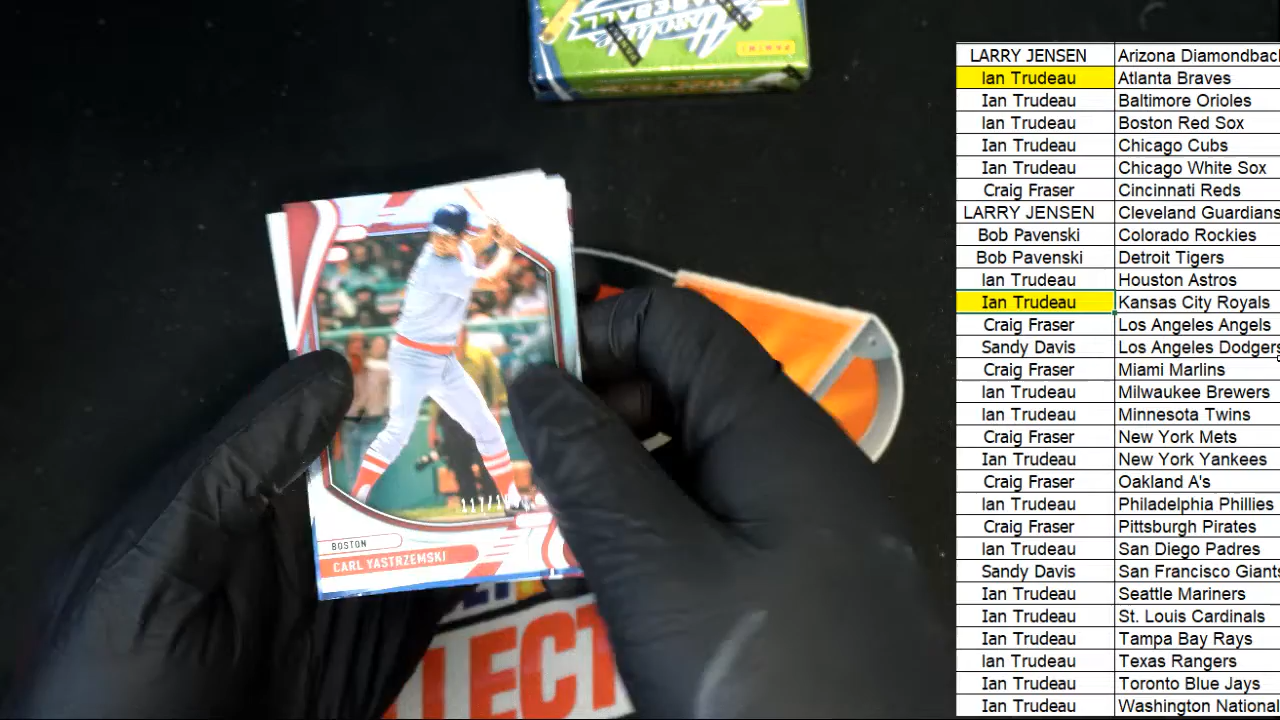 Absolute
BASEBALL
PANINI
117/1
BOSTON
CARL YASTRZEMSKI
LLECT
LARRY JENSEN Arizona Diamondbac
Ian Trudeau Atlanta Braves
Ian Trudeau Baltimore Orioles
Ian Trudeau Boston Red Sox
Ian Trudeau Chicago Cubs
Ian Trudeau Chicago White Sox
Craig Fraser Cincinnati Reds
LARRY JENSEN Cleveland Guardians
Bob Pavenski Colorado Rockies
Bob Pavenski Detroit Tigers
Ian Trudeau Houston Astros
Ian Trudeau Kansas City Royals
Craig Fraser Los Angeles Angels
Sandy Davis Los Angeles Dodgers
Craig Fraser Miami Marlins
Ian Trudeau Milwaukee Brewers
Ian Trudeau Minnesota Twins
Craig Fraser New York Mets
Ian Trudeau New York Yankees
Craig Fraser Oakland A's
Ian Trudeau Philadelphia Phillies
Craig Fraser Pittsburgh Pirates
Ian Trudeau San Diego Padres
Sandy Davis San Francisco Giants
Ian Trudeau Seattle Mariners
Ian Trudeau St. Louis Cardinals
Ian Trudeau Tampa Bay Rays
Ian Trudeau Texas Rangers
Ian Trudeau Toronto Blue Jays
Ian Trudeau Washington National